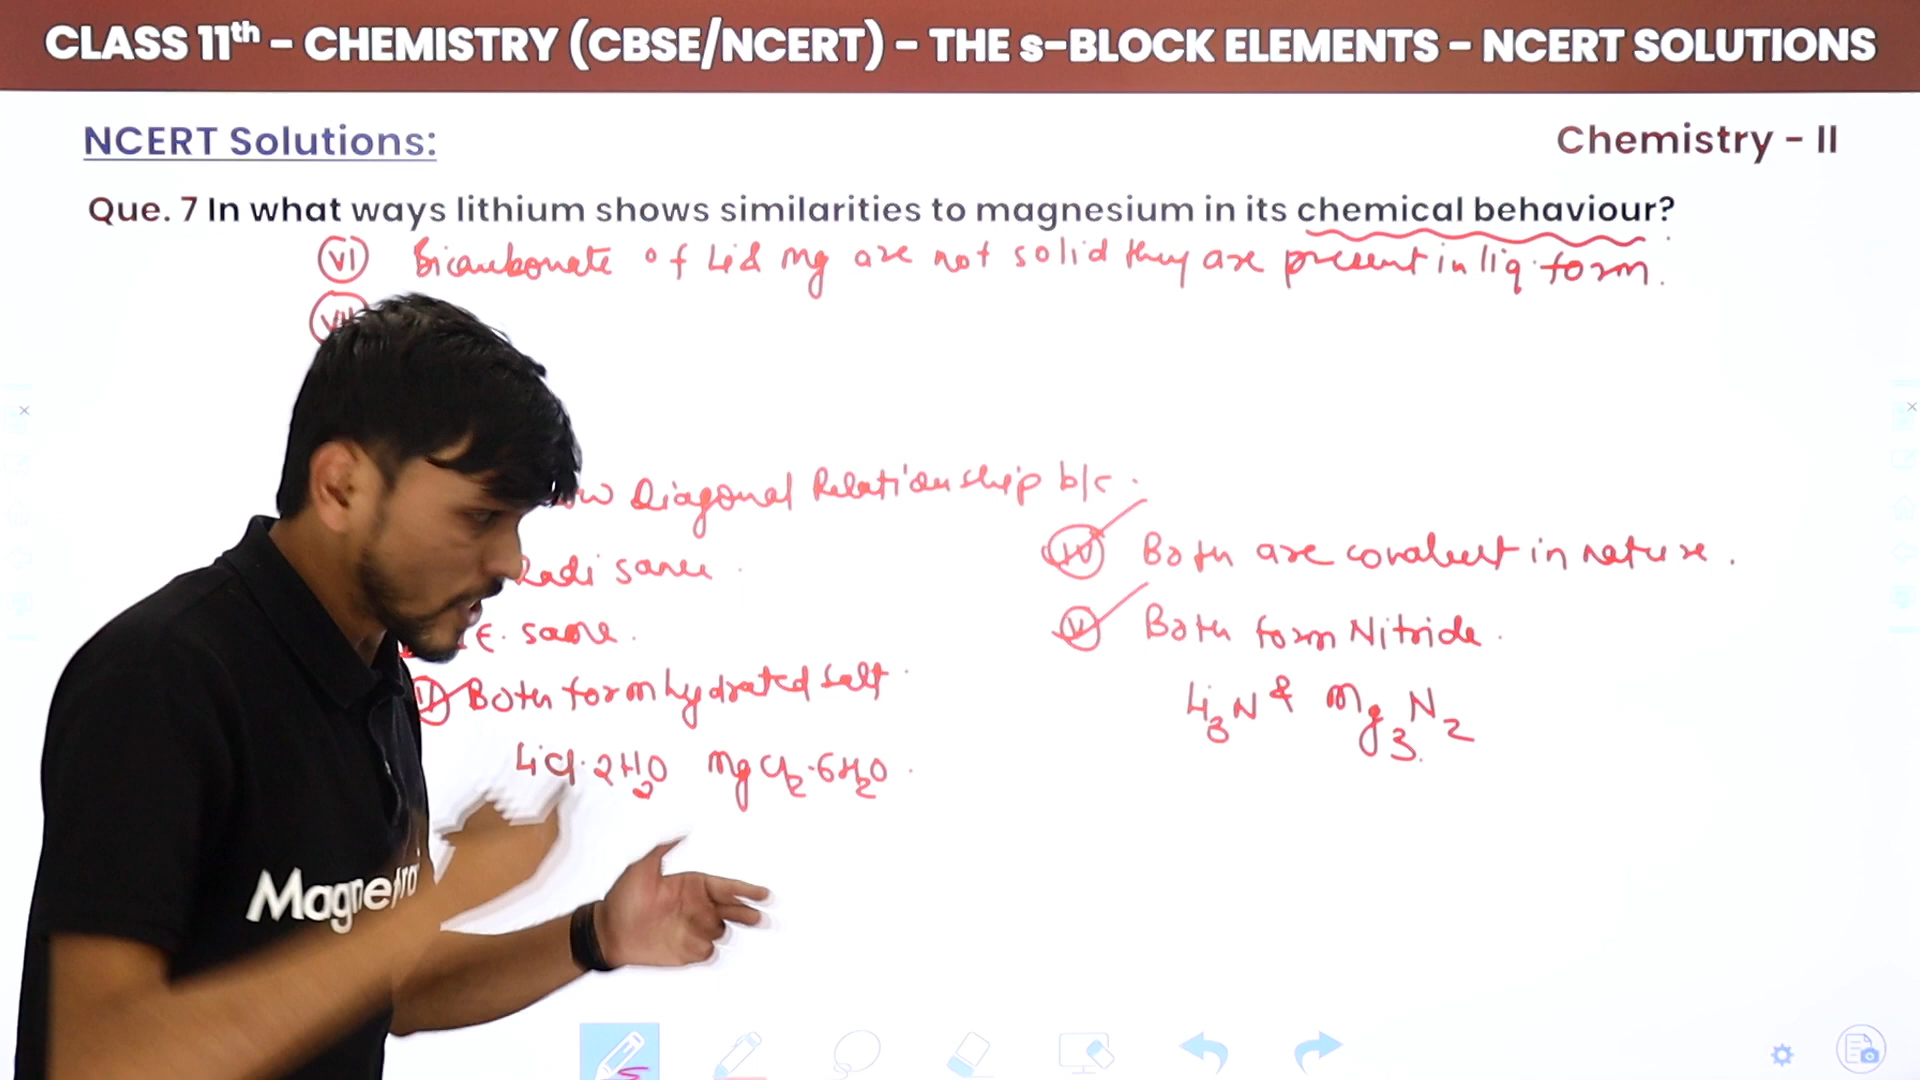 CLASS 11th - CHEMISTRY (CBSE/NCERT) - THE s-BLOCK ELEMENTS - NCERT SOLUTIONS
NCERT Solutions:
Chemistry - II
Que. 7 In what ways lithium shows similarities to magnesium in its chemical behaviour?
VI Bicarbonate of Li & Mg are not solid they are present in liq. form.
VII
Diagonal Relationship b/c.
Radi same
E. same.
Both form hydrated salt
LiCl·2H2O MgCl2·6H2O
IV Both are covalent in nature.
V Both form Nitride.
Li3N & Mg3N2
Magne